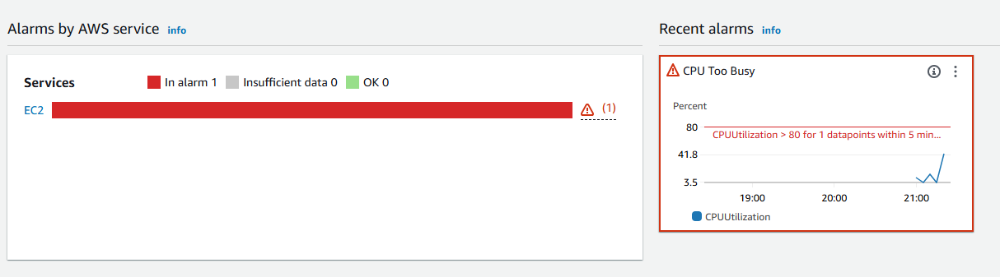 Alarms by AWS service info
Recent alarms info
Services
In alarm 1 Insufficient data 0 OK 0
EC2
(1)
CPU Too Busy
Percent
80
CPUUtilization > 80 for 1 datapoints within 5 min...
41.8
3.5
19:00 20:00 21:00
CPUUtilization